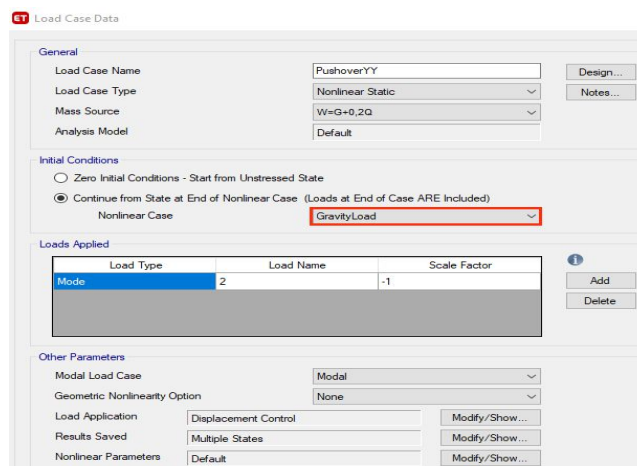 ET Load Case Data
General
Load Case Name PushoverYY Design...
Load Case Type Nonlinear Static Notes...
Mass Source W=G+0,2Q
Analysis Model Default
Initial Conditions
Zero Initial Conditions - Start from Unstressed State
Continue from State at End of Nonlinear Case (Loads at End of Case ARE Included)
Nonlinear Case GravityLoad
Loads Applied
Load Type Load Name Scale Factor i
Mode 2 -1 Add
Delete
Other Parameters
Modal Load Case Modal
Geometric Nonlinearity Option None
Load Application Displacement Control Modify/Show...
Results Saved Multiple States Modify/Show...
Nonlinear Parameters Default Modify/Show...